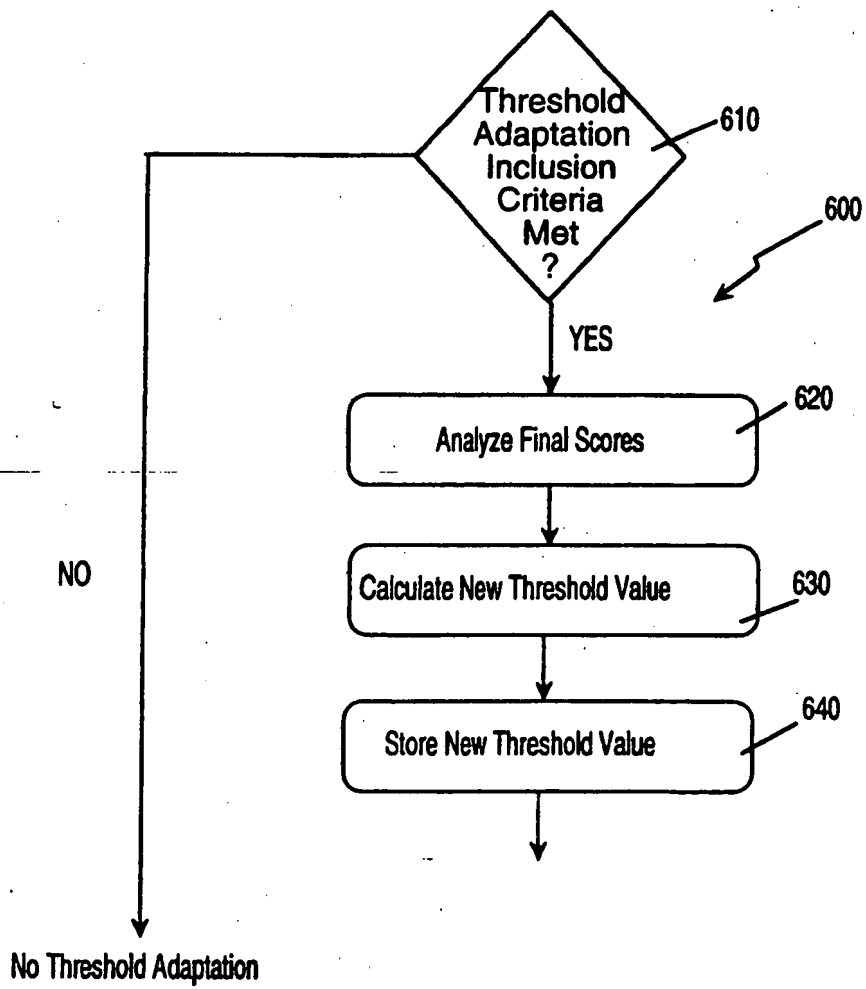 Threshold
Adaptation
Inclusion
Criteria
Met
?
610
600
YES
620
Analyze Final Scores
NO
Calculate New Threshold Value
630
640
Store New Threshold Value
No Threshold Adaptation